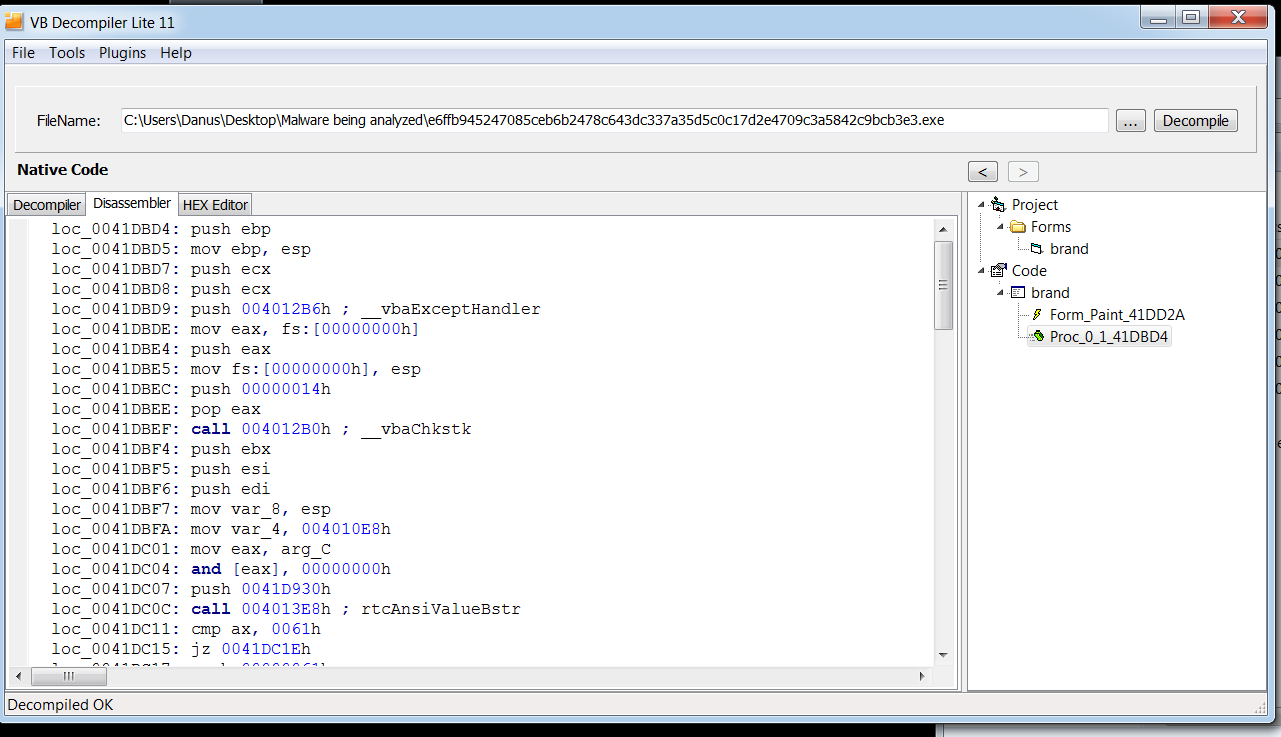 VB Decompiler Lite 11
File Tools Plugins Help
FileName: C:\Users\Danus\Desktop\Malware being analyzed\e6ffb945247085ceb6b2478c643dc337a35d5c0c17d2e4709c3a5842c9bcb3e3.exe ... Decompile
Native Code < >
Decompiler Disassembler HEX Editor
loc_0041DBD4: push ebp
loc_0041DBD5: mov ebp, esp
loc_0041DBD7: push ecx
loc_0041DBD8: push ecx
loc_0041DBD9: push 004012B6h ; __vbaExceptHandler
loc_0041DBDE: mov eax, fs:[00000000h]
loc_0041DBE4: push eax
loc_0041DBE5: mov fs:[00000000h], esp
loc_0041DBEC: push 00000014h
loc_0041DBEE: pop eax
loc_0041DBEF: call 004012B0h ; __vbaChkstk
loc_0041DBF4: push ebx
loc_0041DBF5: push esi
loc_0041DBF6: push edi
loc_0041DBF7: mov var_8, esp
loc_0041DBFA: mov var_4, 004010E8h
loc_0041DC01: mov eax, arg_C
loc_0041DC04: and [eax], 00000000h
loc_0041DC07: push 0041D930h
loc_0041DC0C: call 004013E8h ; rtcAnsiValueBstr
loc_0041DC11: cmp ax, 0061h
loc_0041DC15: jz 0041DC1Eh
Project
Forms
brand
Code
brand
Form_Paint_41DD2A
Proc_0_1_41DBD4
Decompiled OK